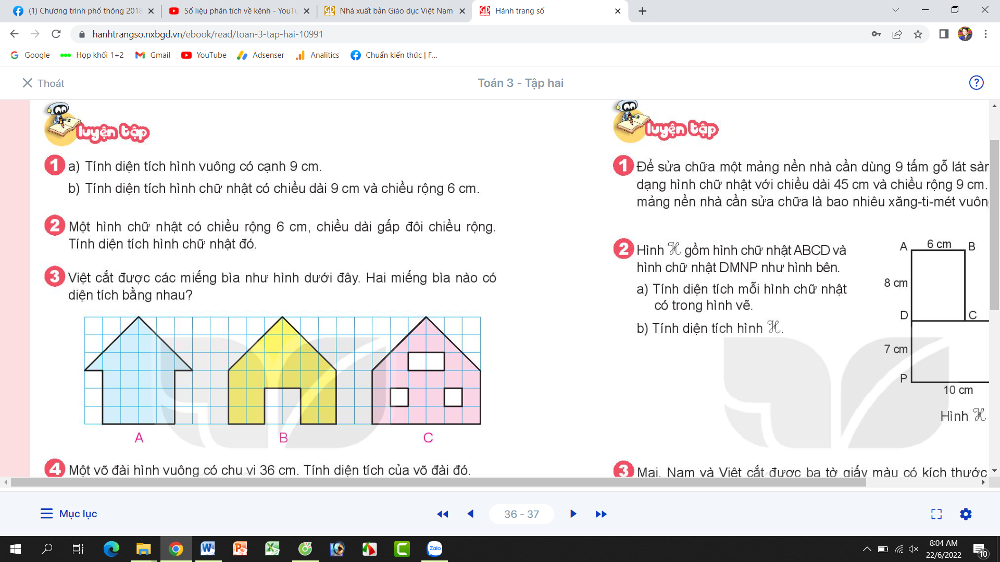 (1) Chương trình phổ thông 2018
Số liệu phân tích về kênh - YouTu
Nhà xuất bản Giáo dục Việt Nam
Hành trang số
hanhtrangso.nxbgd.vn/ebook/read/toan-3-tap-hai-10991
Google
Họp khối 1+2
Gmail
YouTube
Adsenser
Analitics
Chuẩn kiến thức | F...
Thoát
Toán 3 - Tập hai
?
luyện tập
1 a) Tính diện tích hình vuông có cạnh 9 cm.
b) Tính diện tích hình chữ nhật có chiều dài 9 cm và chiều rộng 6 cm.
2 Một hình chữ nhật có chiều rộng 6 cm, chiều dài gấp đôi chiều rộng.
Tính diện tích hình chữ nhật đó.
3 Việt cắt được các miếng bìa như hình dưới đây. Hai miếng bìa nào có
diện tích bằng nhau?
A
B
C
4 Một võ đài hình vuông có chu vi 36 cm. Tính diện tích của võ đài đó.
luyện tập
1 Để sửa chữa một mảng nền nhà cần dùng 9 tấm gỗ lát sàn
dạng hình chữ nhật với chiều dài 45 cm và chiều rộng 9 cm.
mảng nền nhà cần sửa chữa là bao nhiêu xăng-ti-mét vuông
2 Hình ℋ gồm hình chữ nhật ABCD và
hình chữ nhật DMNP như hình bên.
a) Tính diện tích mỗi hình chữ nhật
có trong hình vẽ.
b) Tính diện tích hình ℋ.
A
6 cm
B
8 cm
D
C
7 cm
P
10 cm
Hình ℋ
3 Mai, Nam và Việt cắt được ba tờ giấy màu có kích thước
Mục lục
36 - 37
Zalo
8:04 AM
22/6/2022
10